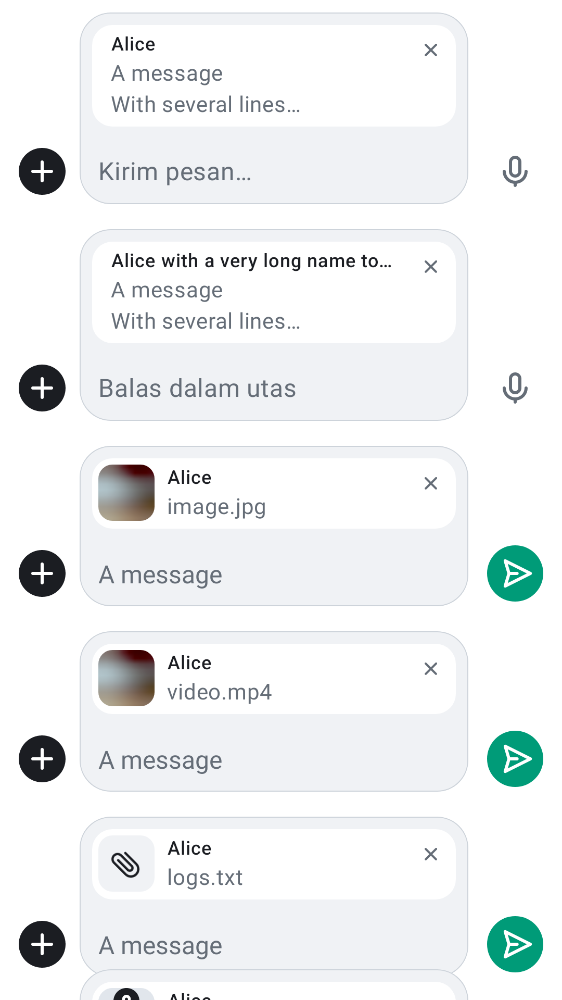 Alice
A message
With several lines…
Kirim pesan…
Alice with a very long name to…
A message
With several lines…
Balas dalam utas
Alice
image.jpg
A message
Alice
video.mp4
A message
Alice
logs.txt
A message
Alice